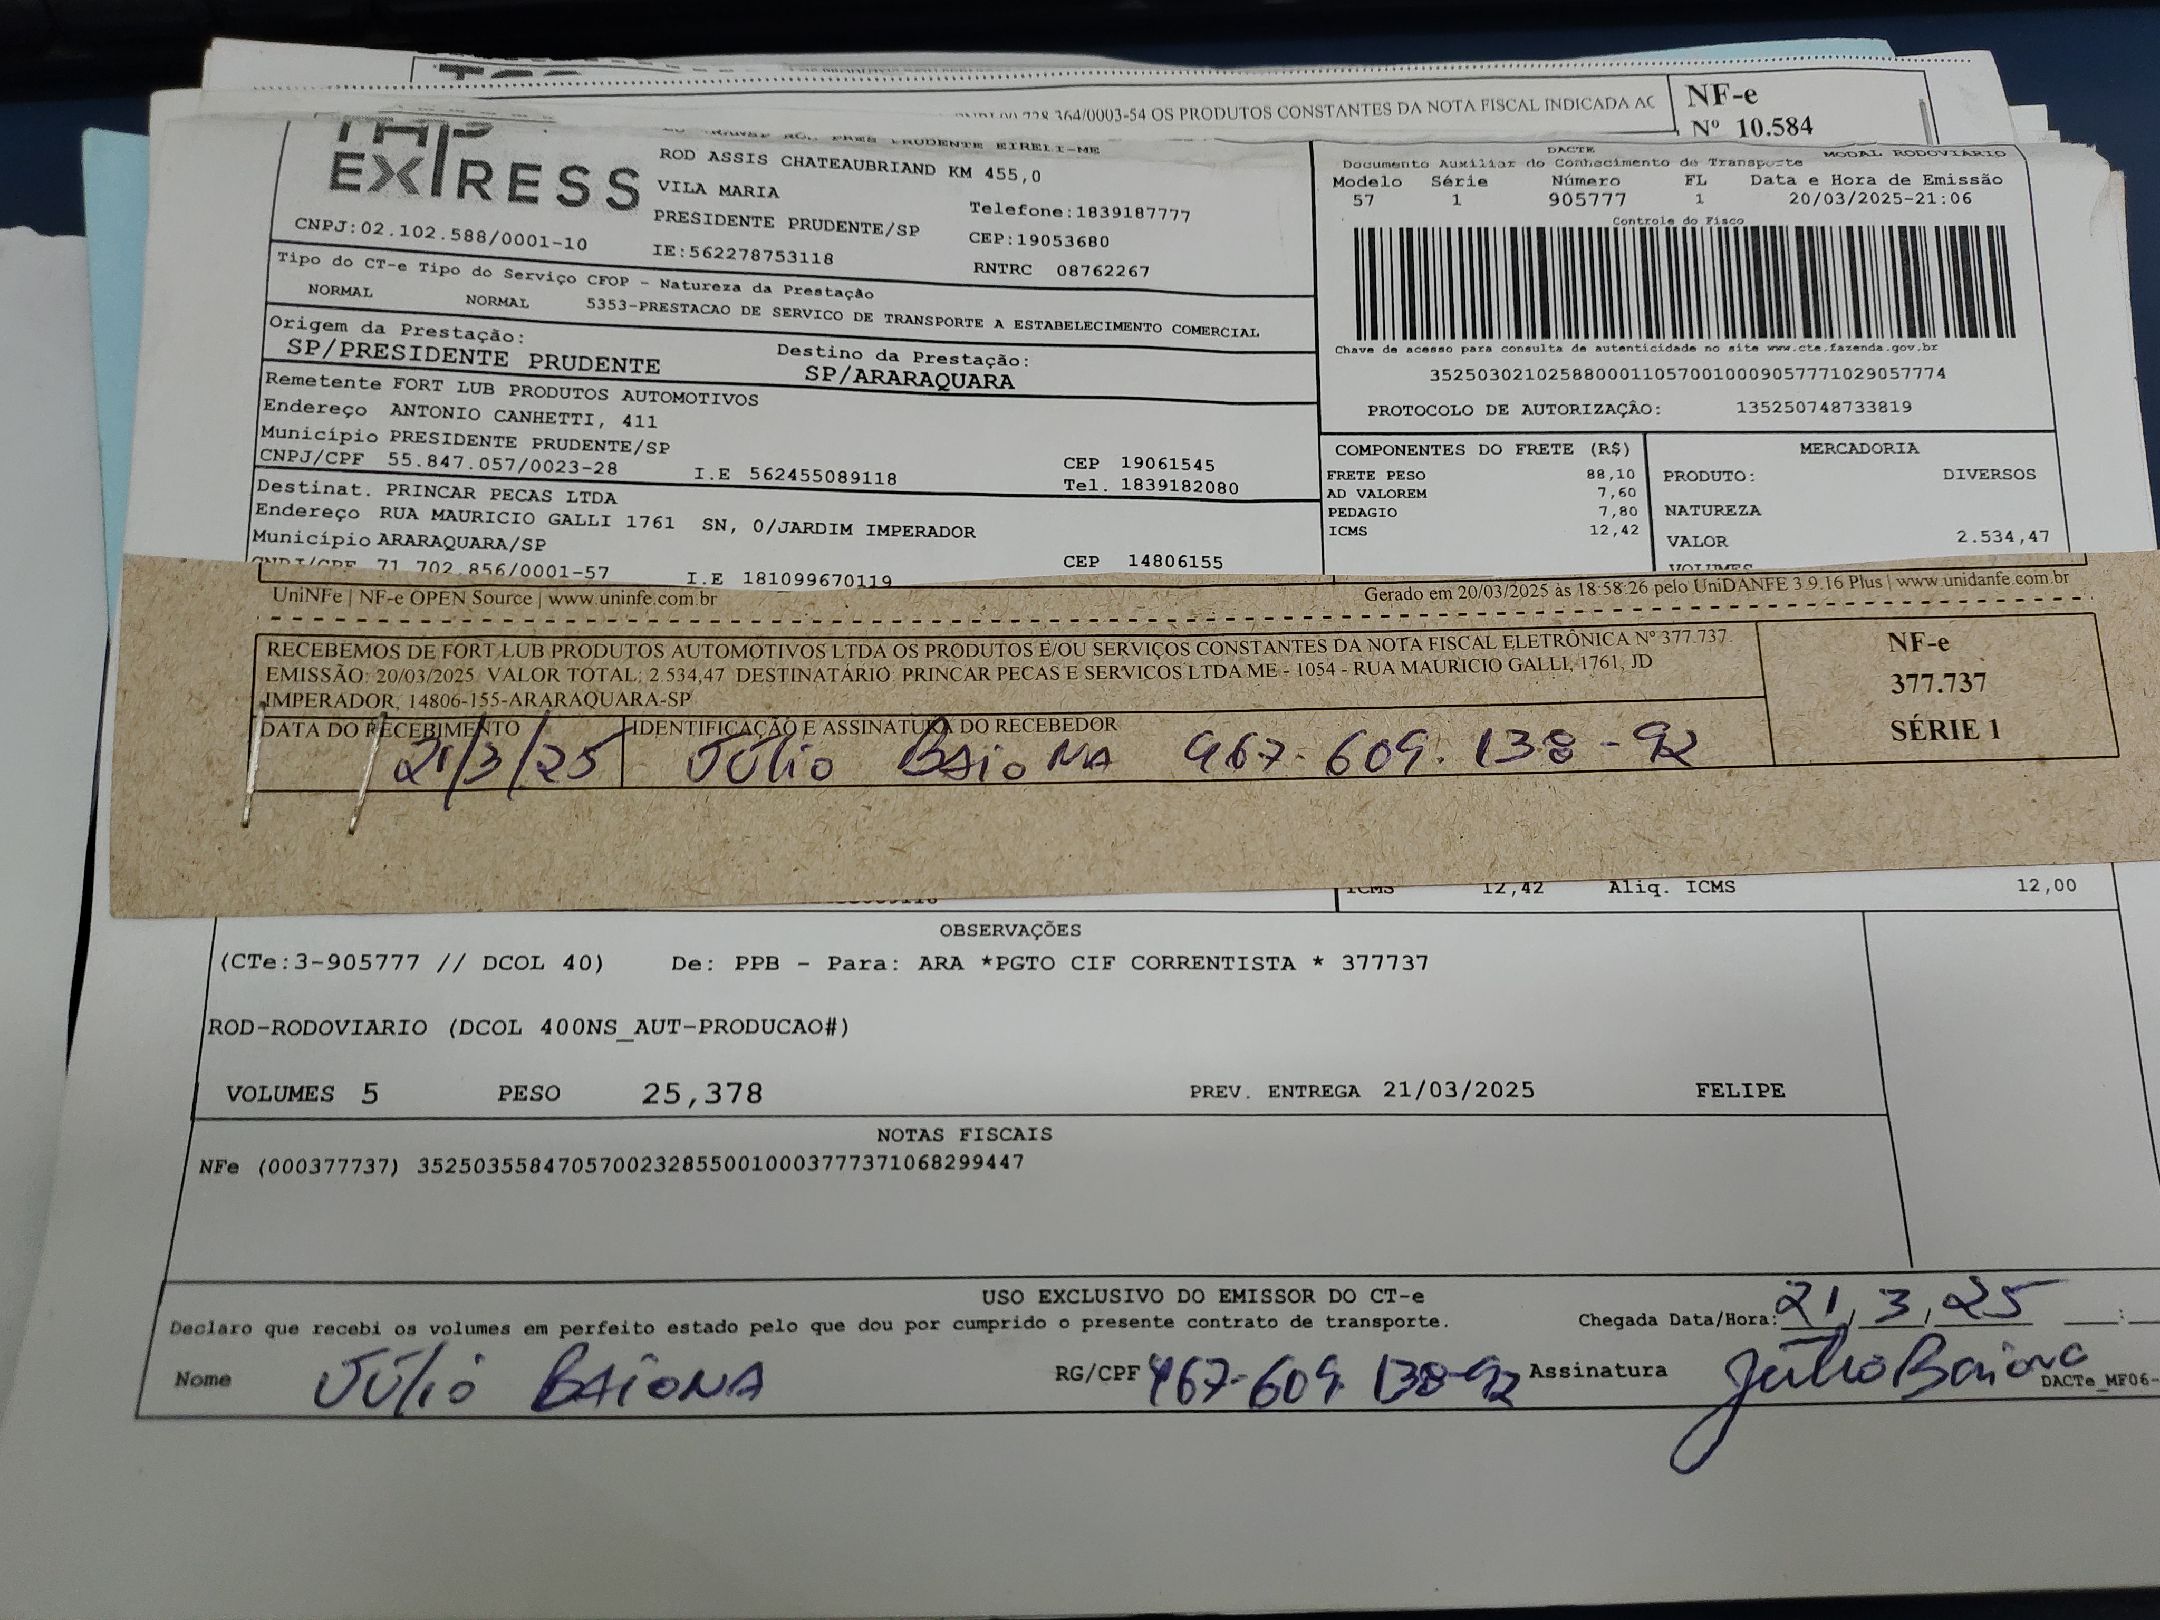 364/0003-54 OS PRODUTOS CONSTANTES DA NOTA FISCAL INDICADA AO
NF-e
Nº 10.584
EXPRESS
PRUDENTE EIRELI-ME
ROD ASSIS CHATEAUBRIAND KM 455,0
VILA MARIA
PRESIDENTE PRUDENTE/SP
Telefone:1839187777
CEP:19053680
CNPJ:02.102.588/0001-10
IE:562278753118
RNTRC 08762267
DACTE
MODAL RODOVIÁRIO
Documento Auxiliar do Conhecimento de Transporte
Modelo Série Número FL Data e Hora de Emissão
57 1 905777 1 20/03/2025-21:06
Controle do Fisco
Chave de acesso para consulta de autenticidade no site www.cte.fazenda.gov.br
35250302102588000110570010009057771029057774
PROTOCOLO DE AUTORIZAÇÂO: 135250748733819
Tipo do CT-e Tipo do Serviço CFOP - Natureza da Prestação
NORMAL NORMAL 5353-PRESTACAO DE SERVICO DE TRANSPORTE A ESTABELECIMENTO COMERCIAL
Origem da Prestação:
SP/PRESIDENTE PRUDENTE
Destino da Prestação:
SP/ARARAQUARA
Remetente FORT LUB PRODUTOS AUTOMOTIVOS
Endereço ANTONIO CANHETTI, 411
Município PRESIDENTE PRUDENTE/SP
CNPJ/CPF 55.847.057/0023-28 I.E 562455089118
CEP 19061545
Tel. 1839182080
Destinat. PRINCAR PECAS LTDA
Endereço RUA MAURICIO GALLI 1761 SN, 0/JARDIM IMPERADOR
Município ARARAQUARA/SP
CNPJ/CPF 71.702.856/0001-57 I.E 181099670119
CEP 14806155
COMPONENTES DO FRETE (R$)
FRETE PESO 88,10
AD VALOREM 7,60
PEDAGIO 7,80
ICMS 12,42
MERCADORIA
PRODUTO: DIVERSOS
NATUREZA
VALOR 2.534,47
VOLUMES
UniNFe | NF-e OPEN Source | www.uninfe.com.br
Gerado em 20/03/2025 às 18:58:26 pelo UniDANFE 3.9.16 Plus | www.unidanfe.com.br
RECEBEMOS DE FORT LUB PRODUTOS AUTOMOTIVOS LTDA OS PRODUTOS E/OU SERVIÇOS CONSTANTES DA NOTA FISCAL ELETRÔNICA Nº 377.737.
EMISSÃO: 20/03/2025 VALOR TOTAL: 2.534,47 DESTINATÁRIO: PRINCAR PECAS E SERVICOS LTDA ME - 1054 - RUA MAURICIO GALLI, 1761, JD
IMPERADOR, 14806-155-ARARAQUARA-SP
NF-e
377.737
SÉRIE 1
DATA DO RECEBIMENTO
21/3/25
IDENTIFICAÇÃO E ASSINATURA DO RECEBEDOR
Júlio BAioNA 467-609.138-92
ICMS 12,42 Aliq. ICMS 12,00
OBSERVAÇÕES
(CTe:3-905777 // DCOL 40) De: PPB - Para: ARA *PGTO CIF CORRENTISTA * 377737
ROD-RODOVIARIO (DCOL 400NS_AUT-PRODUCAO#)
VOLUMES 5 PESO 25,378 PREV. ENTREGA 21/03/2025 FELIPE
NOTAS FISCAIS
NFe (000377737) 35250355847057002328550010003777371068299447
USO EXCLUSIVO DO EMISSOR DO CT-e
Declaro que recebi os volumes em perfeito estado pelo que dou por cumprido o presente contrato de transporte.
Chegada Data/Hora: 21, 3, 25
Nome Júlio BAioNA
RG/CPF 467-609.138-92
Assinatura Júlio Baiona
DACTe_MF06-